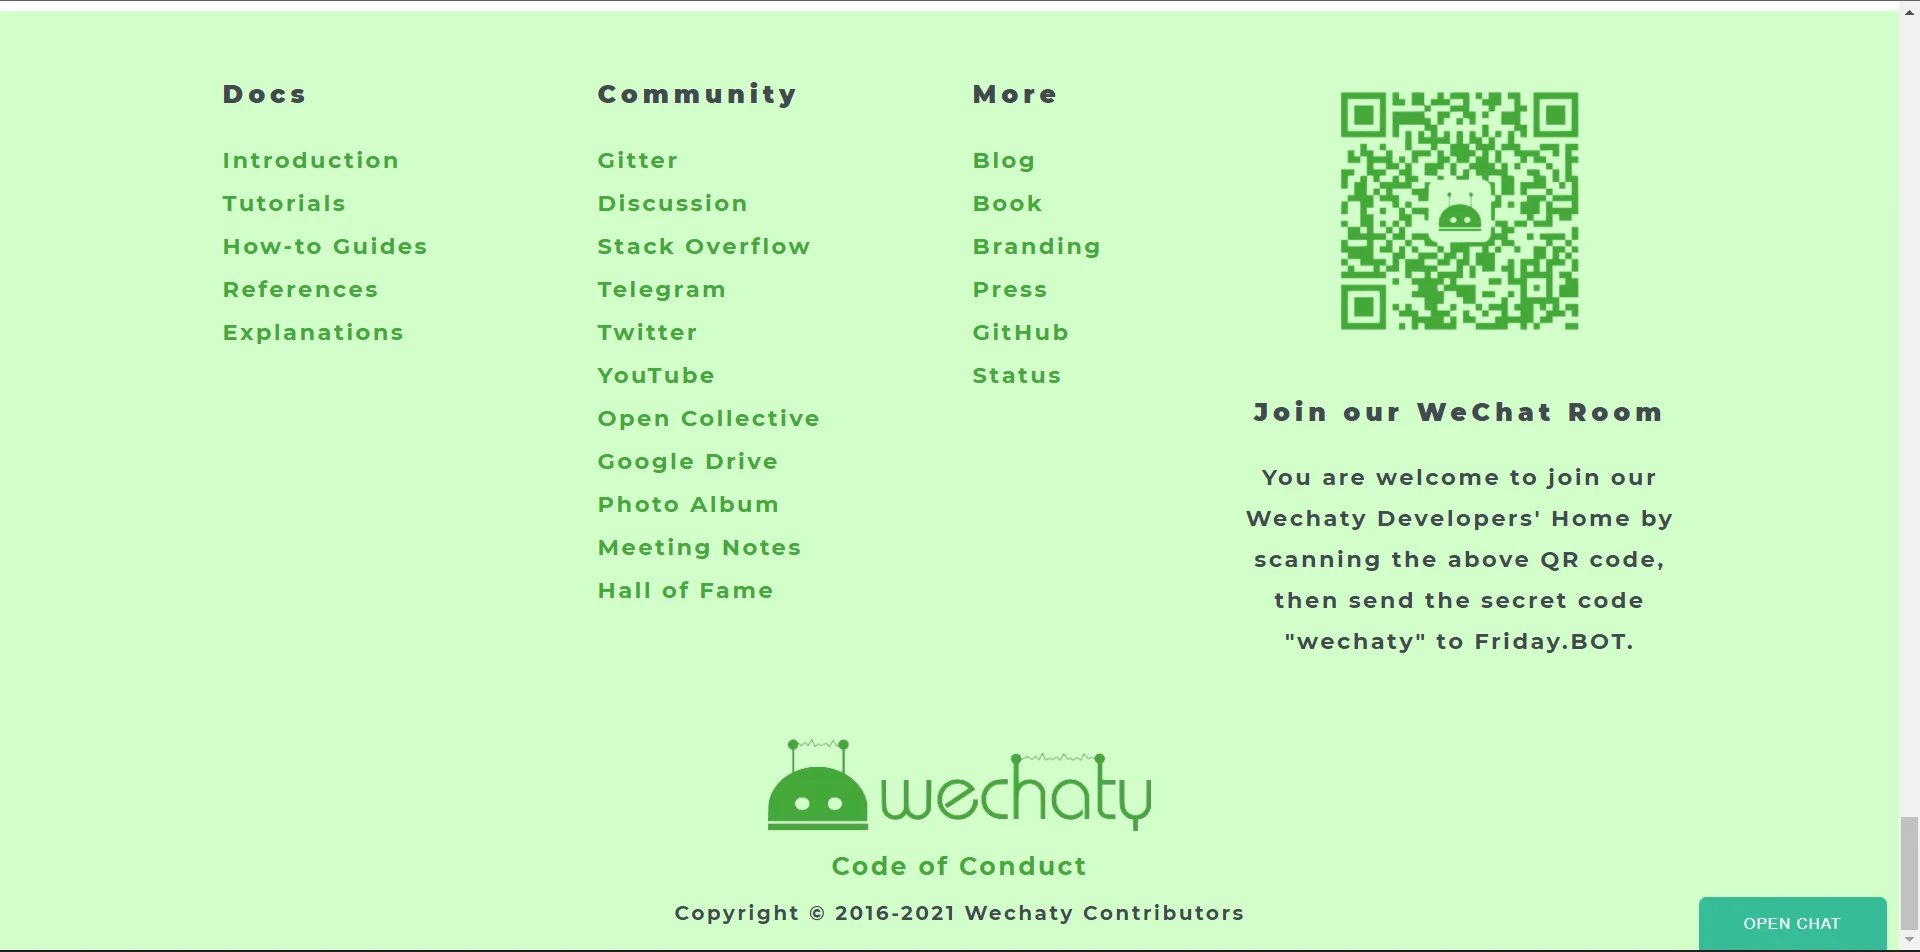 Docs
Introduction
Tutorials
How-to Guides
References
Explanations
Community
Gitter
Discussion
Stack Overflow
Telegram
Twitter
YouTube
Open Collective
Google Drive
Photo Album
Meeting Notes
Hall of Fame
More
Blog
Book
Branding
Press
GitHub
Status
Join our WeChat Room
You are welcome to join our
Wechaty Developers' Home by
scanning the above QR code,
then send the secret code
"wechaty" to Friday.BOT.
wechaty
Code of Conduct
Copyright © 2016-2021 Wechaty Contributors
OPEN CHAT